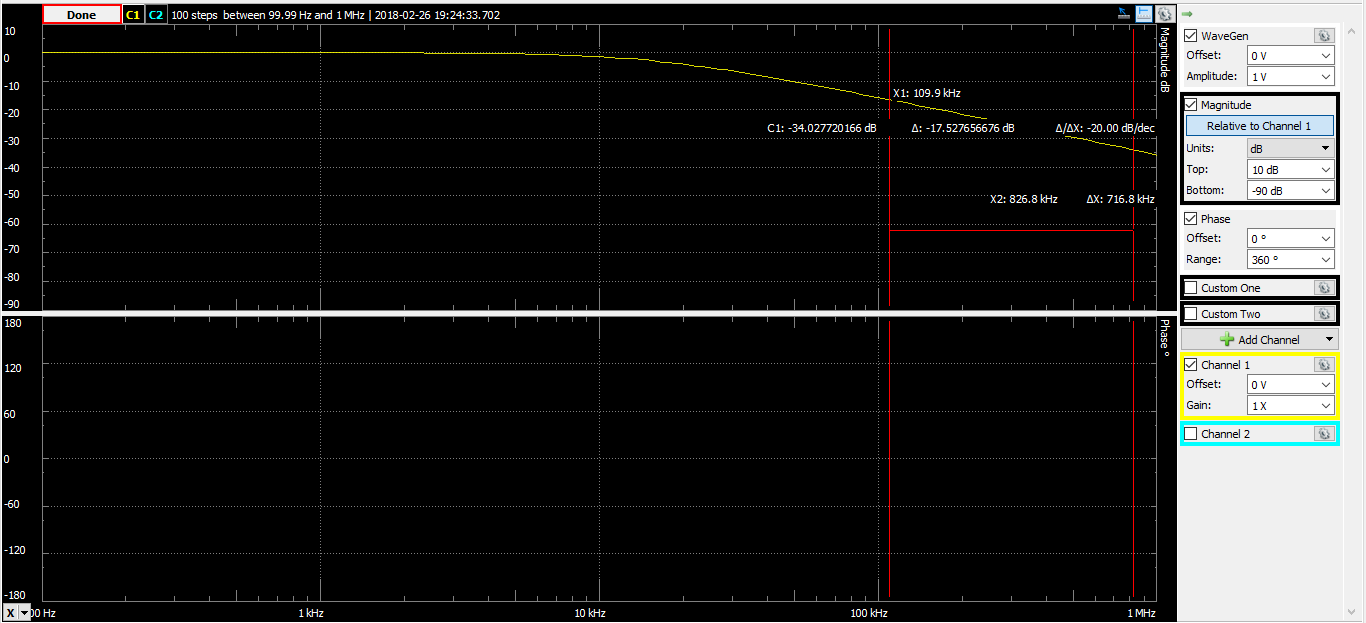 Done C1 C2 100 steps between 99.99 Hz and 1 MHz | 2018-02-26 19:24:33.702
10
0
-10
-20
-30
-40
-50
-60
-70
-80
-90
Magnitude dB
X1: 109.9 kHz
C1: -34.027720166 dB Δ: -17.527656676 dB Δ/ΔX: -20.00 dB/dec
X2: 826.8 kHz ΔX: 716.8 kHz
180
120
60
0
-60
-120
-180
Phase °
X 00 Hz 1 kHz 10 kHz 100 kHz 1 MHz
WaveGen
Offset: 0 V
Amplitude: 1 V
Magnitude
Relative to Channel 1
Units: dB
Top: 10 dB
Bottom: -90 dB
Phase
Offset: 0 °
Range: 360 °
Custom One
Custom Two
Add Channel
Channel 1
Offset: 0 V
Gain: 1 X
Channel 2